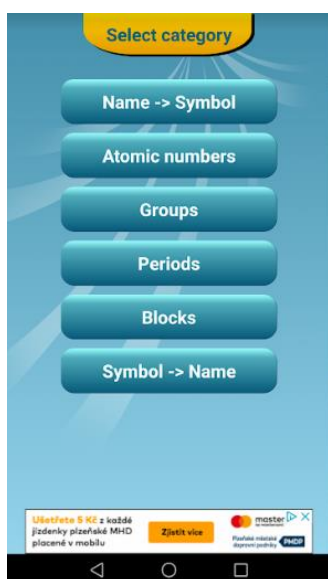 Select category
Name -> Symbol
Atomic numbers
Groups
Periods
Blocks
Symbol -> Name
Ušetřete 5 Kč z každé
jízdenky plzeňské MHD
placené v mobilu
Zjistit více
master
Plzeňské městské
dopravní podniky
PMDP